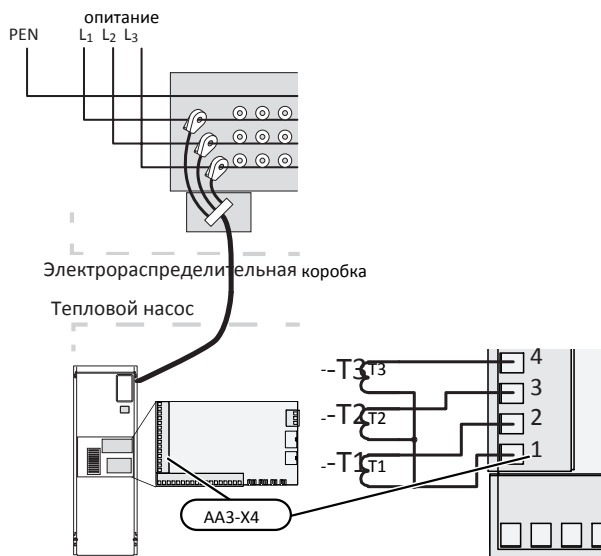 опитание
PEN L1 L2 L3
Электрораспределительная коробка
Тепловой насос
--T3 T3 4
3
--T2 T2 2
--T1 T1 1
AA3-X4